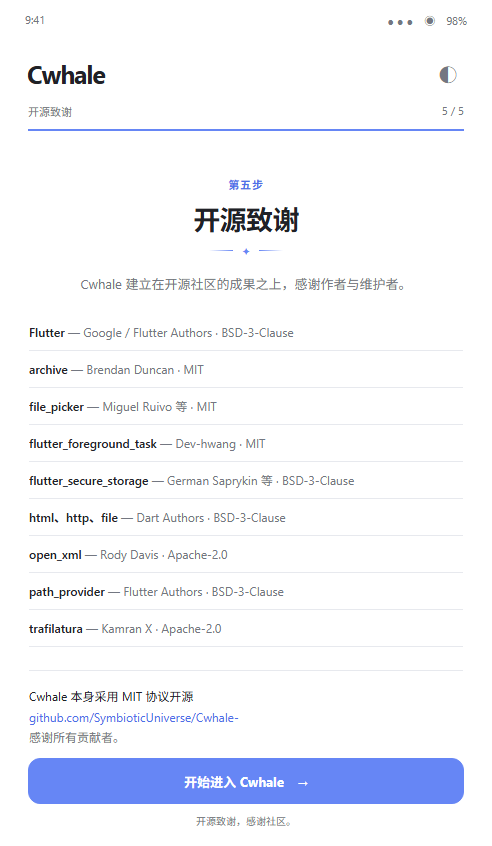 9:41
98%
Cwhale
开源致谢
5 / 5
第五步
开源致谢
Cwhale 建立在开源社区的成果之上，感谢作者与维护者。
Flutter — Google / Flutter Authors · BSD-3-Clause
archive — Brendan Duncan · MIT
file_picker — Miguel Ruivo 等 · MIT
flutter_foreground_task — Dev-hwang · MIT
flutter_secure_storage — German Saprykin 等 · BSD-3-Clause
html、http、file — Dart Authors · BSD-3-Clause
open_xml — Rody Davis · Apache-2.0
path_provider — Flutter Authors · BSD-3-Clause
trafilatura — Kamran X · Apache-2.0
Cwhale 本身采用 MIT 协议开源
github.com/SymbioticUniverse/Cwhale-
感谢所有贡献者。
开始进入 Cwhale →
开源致谢，感谢社区。